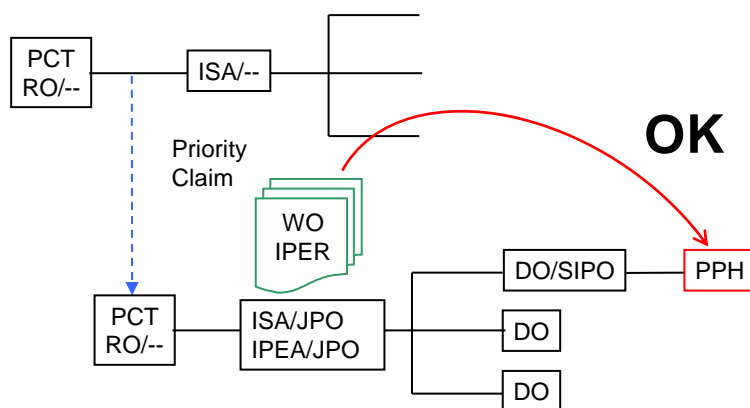 PCT
RO/--
ISA/--
OK
Priority
Claim
WO
IPER
DO/SIPO
PPH
PCT
RO/--
ISA/JPO
IPEA/JPO
DO
DO